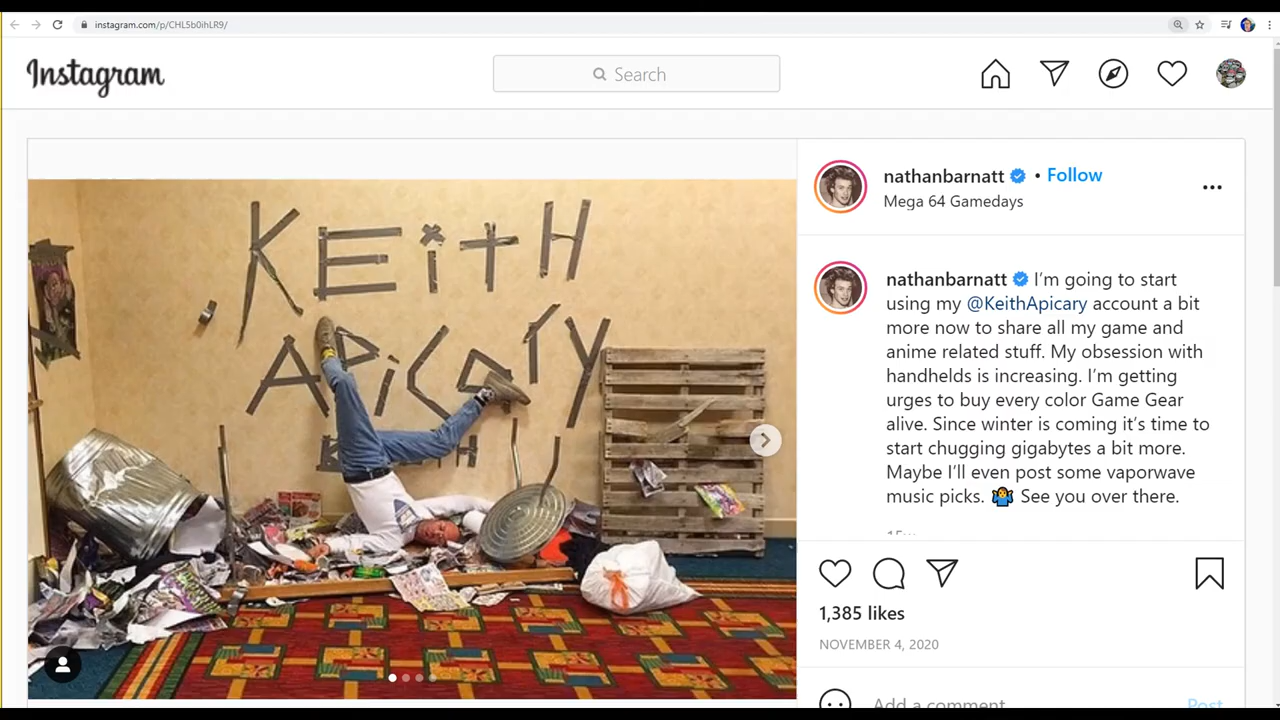 instagram.com/p/CHL5b0ihLR9/
Instagram
Search
nathanbarnatt • Follow
Mega 64 Gamedays
KEiTH
APicArY
nathanbarnatt I’m going to start
using my @KeithApicary account a bit
more now to share all my game and
anime related stuff. My obsession with
handhelds is increasing. I’m getting
urges to buy every color Game Gear
alive. Since winter is coming it’s time to
start chugging gigabytes a bit more.
Maybe I’ll even post some vaporwave
music picks. 🤷‍♂️ See you over there.
1,385 likes
NOVEMBER 4, 2020
Add a comment
Post